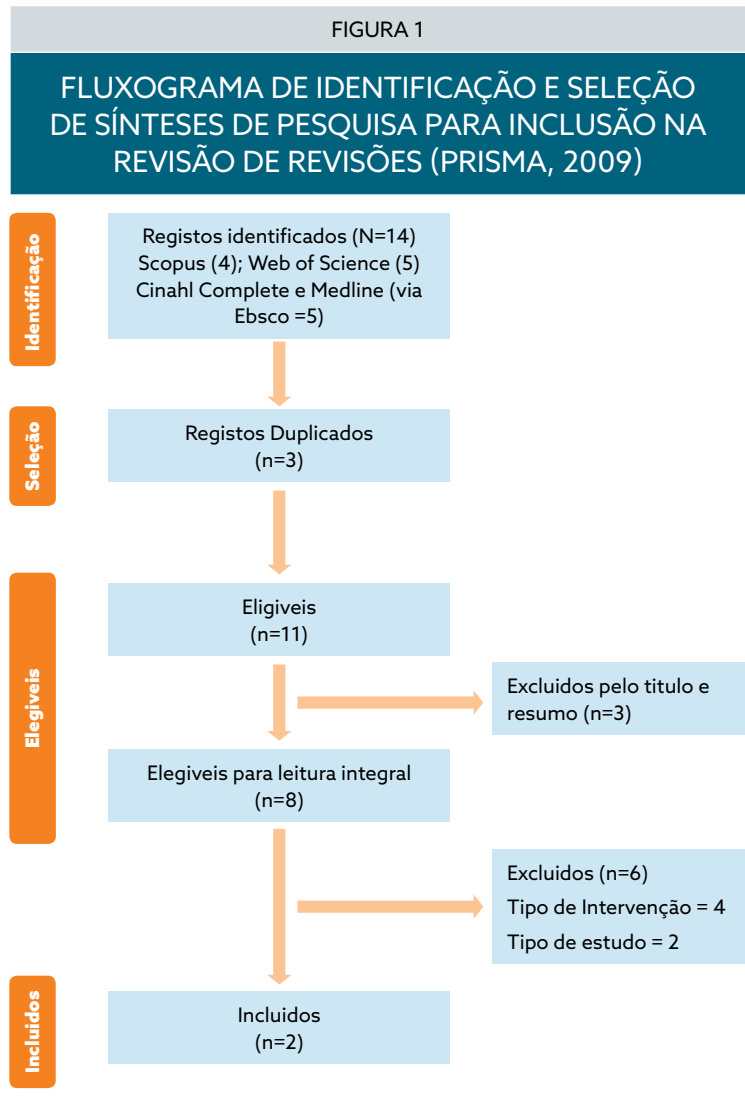 FIGURA 1
FLUXOGRAMA DE IDENTIFICAÇÃO E SELEÇÃO
DE SÍNTESES DE PESQUISA PARA INCLUSÃO NA
REVISÃO DE REVISÕES (PRISMA, 2009)
Identificação
Registos identificados (N=14)
Scopus (4); Web of Science (5)
Cinahl Complete e Medline (via
Ebsco =5)
Seleção
Registos Duplicados
(n=3)
Elegiveis
Eligiveis
(n=11)
Excluidos pelo titulo e
resumo (n=3)
Elegiveis para leitura integral
(n=8)
Excluidos (n=6)
Tipo de Intervenção = 4
Tipo de estudo = 2
Incluidos
Incluidos
(n=2)